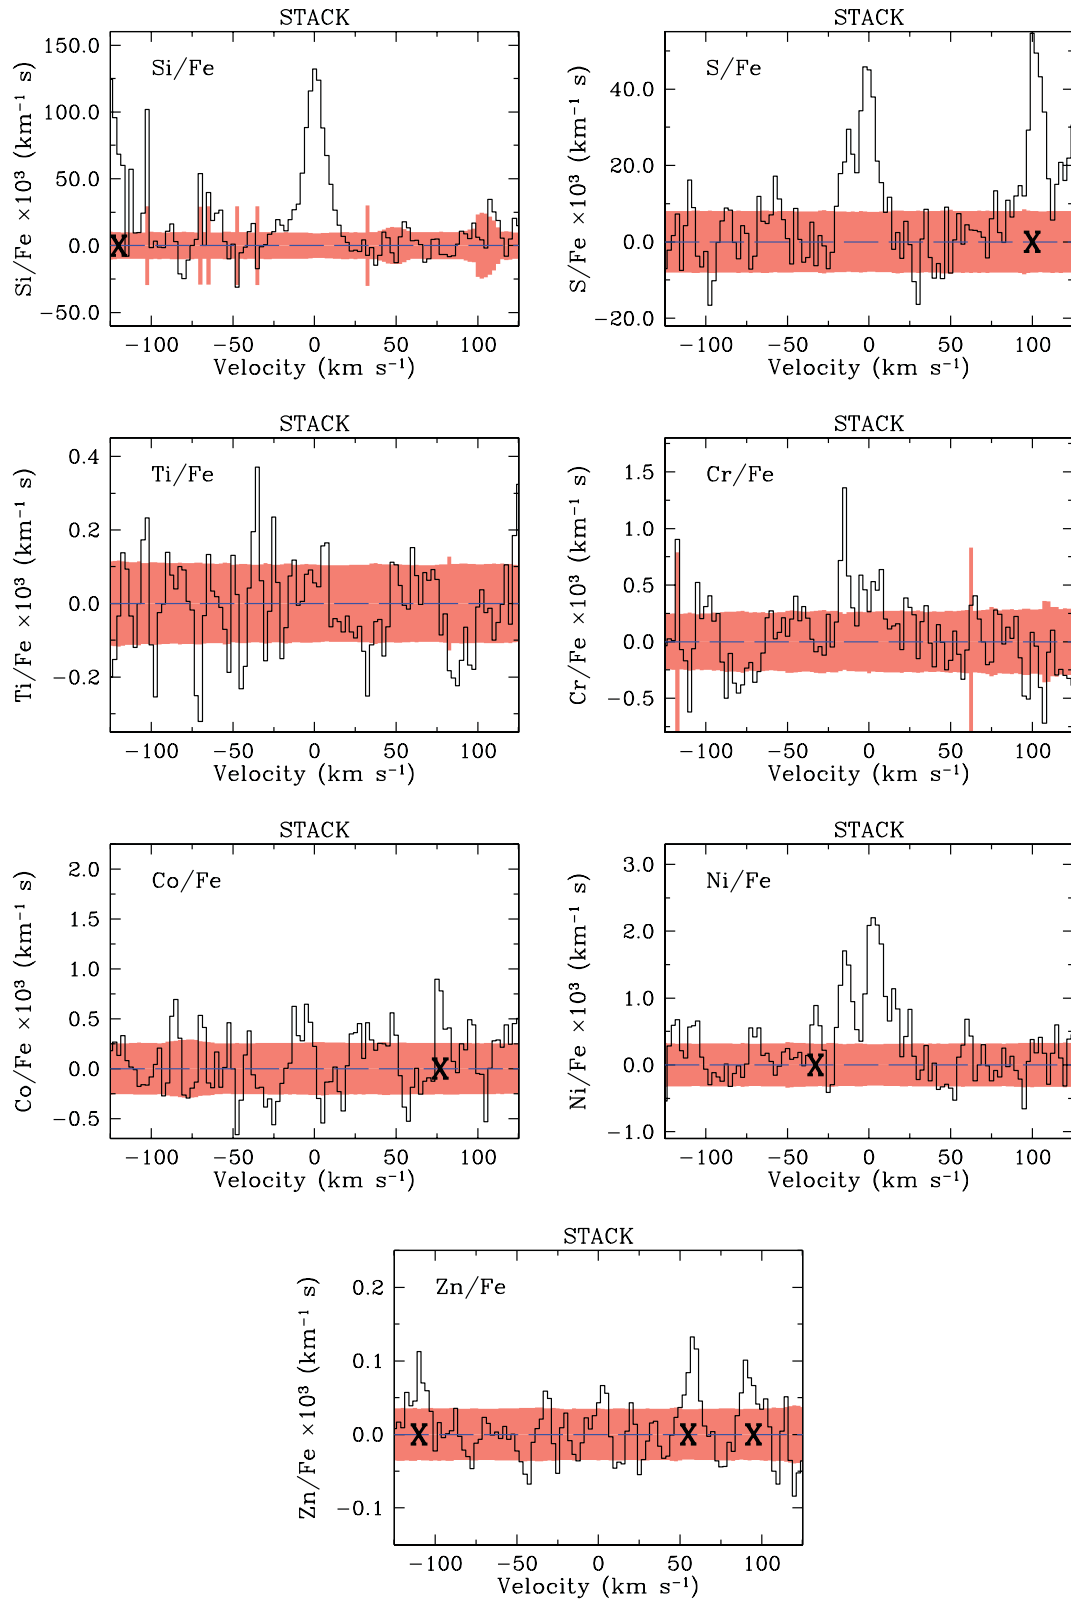 STACK
Si/Fe
Si/Fe ×10³ (km⁻¹ s)
150.0
100.0
50.0
0.0
−50.0
X
−100 −50 0 50 100
Velocity (km s⁻¹)
STACK
S/Fe
S/Fe ×10³ (km⁻¹ s)
40.0
20.0
0.0
−20.0
X
−100 −50 0 50 100
Velocity (km s⁻¹)
STACK
Ti/Fe
Ti/Fe ×10³ (km⁻¹ s)
0.4
0.2
0.0
−0.2
−100 −50 0 50 100
Velocity (km s⁻¹)
STACK
Cr/Fe
Cr/Fe ×10³ (km⁻¹ s)
1.5
1.0
0.5
0.0
−0.5
−100 −50 0 50 100
Velocity (km s⁻¹)
STACK
Co/Fe
Co/Fe ×10³ (km⁻¹ s)
2.0
1.5
1.0
0.5
0.0
−0.5
X
−100 −50 0 50 100
Velocity (km s⁻¹)
STACK
Ni/Fe
Ni/Fe ×10³ (km⁻¹ s)
3.0
2.0
1.0
0.0
−1.0
X
−100 −50 0 50 100
Velocity (km s⁻¹)
STACK
Zn/Fe
Zn/Fe ×10³ (km⁻¹ s)
0.2
0.1
0.0
−0.1
X X X
−100 −50 0 50 100
Velocity (km s⁻¹)